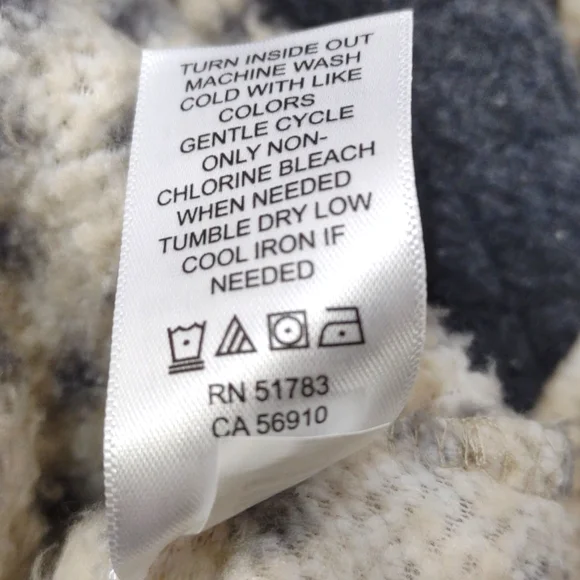 TURN INSIDE OUT
MACHINE WASH
COLD WITH LIKE
COLORS
GENTLE CYCLE
ONLY NON-
CHLORINE BLEACH
WHEN NEEDED
TUMBLE DRY LOW
COOL IRON IF
NEEDED
RN 51783
CA 56910